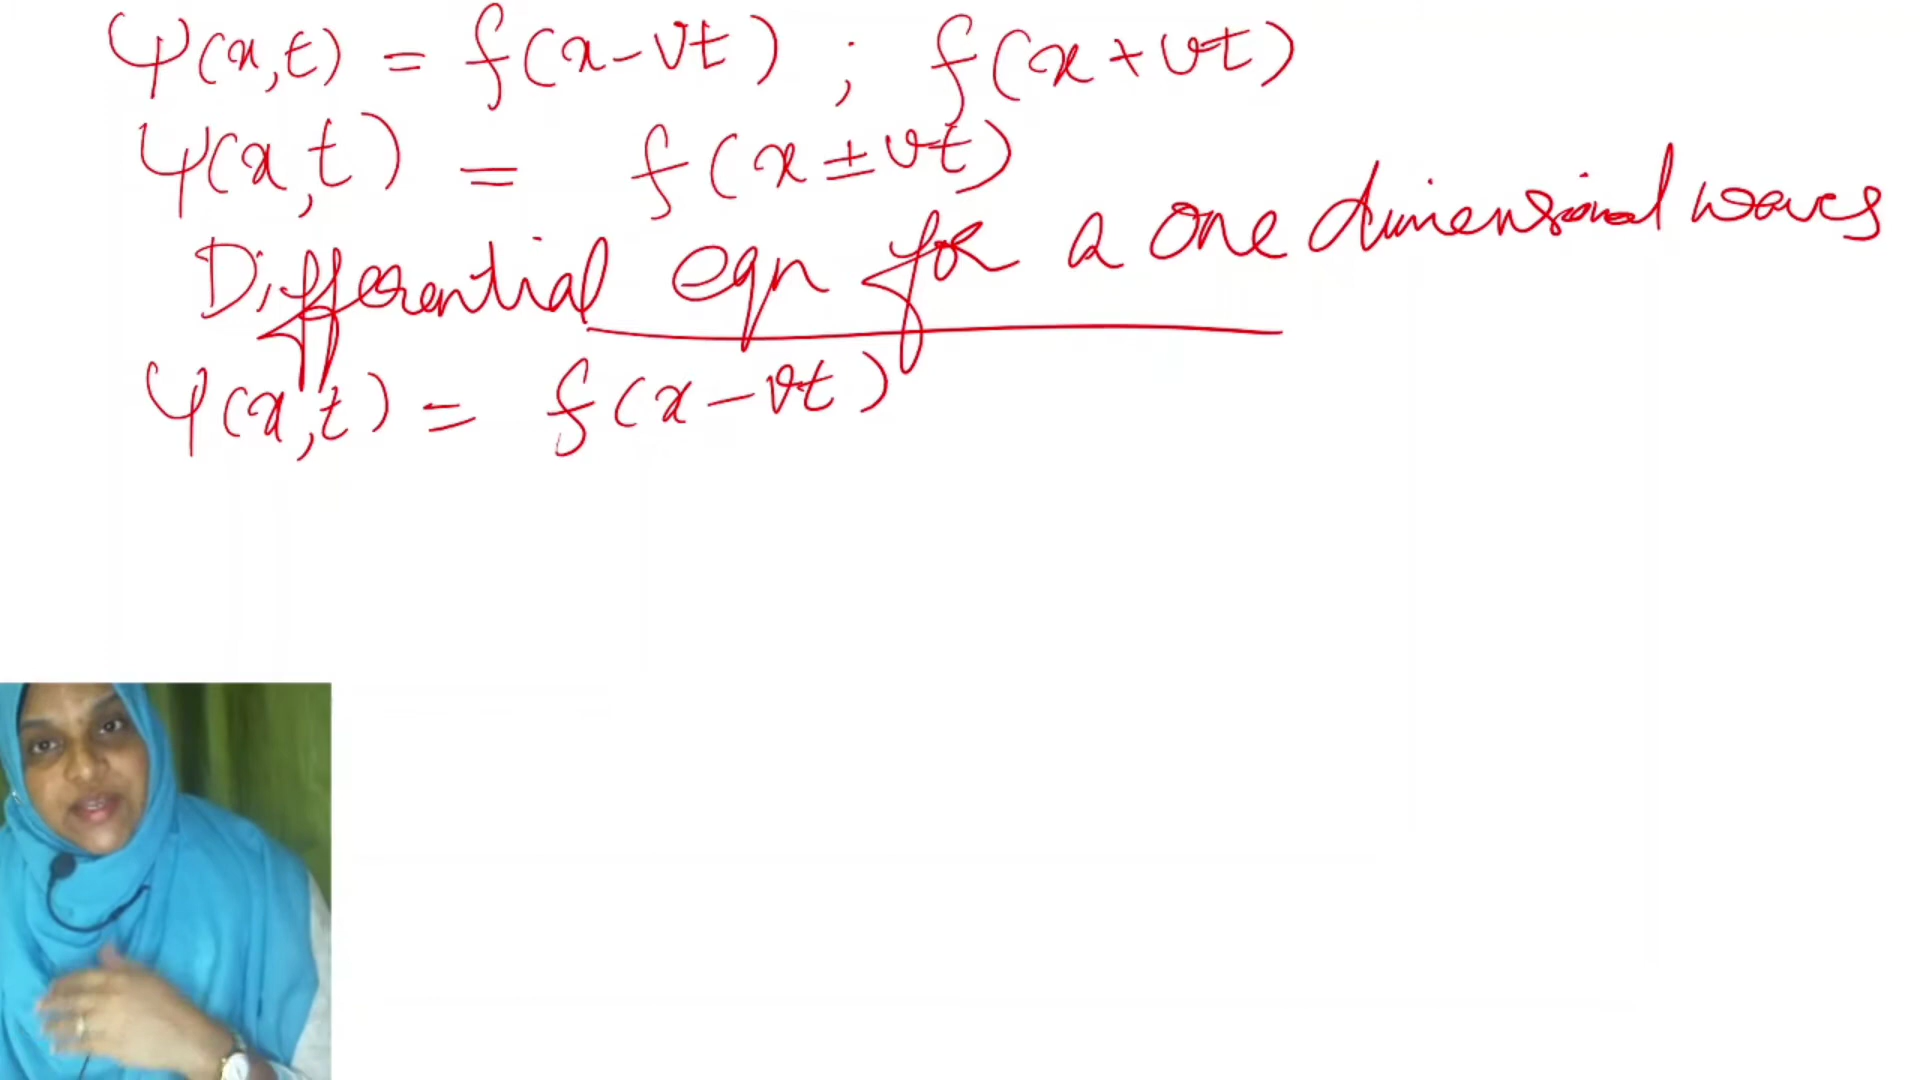 ψ(x,t) = f(x-vt) ; f(x+vt)
ψ(x,t) = f(x±vt)
Differential eqn for a one dimensional waves
ψ(x,t) = f(x-vt)